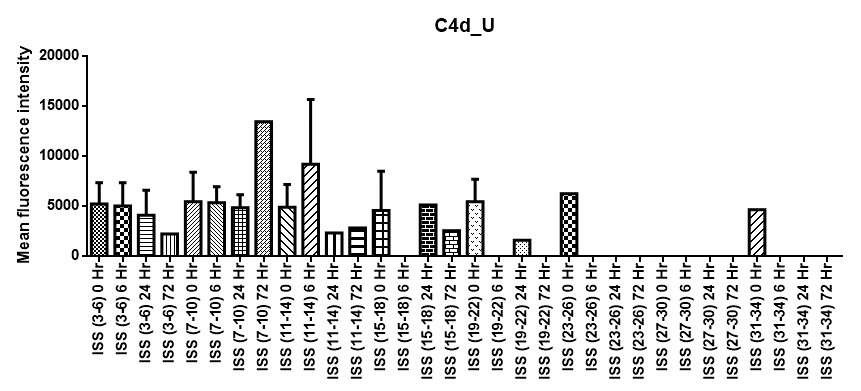 C4d_U
Mean fluorescence intensity
20000
15000
10000
5000
0
ISS (3-6) 0 Hr
ISS (3-6) 6 Hr
ISS (3-6) 24 Hr
ISS (3-6) 72 Hr
ISS (7-10) 0 Hr
ISS (7-10) 6 Hr
ISS (7-10) 24 Hr
ISS (7-10) 72 Hr
ISS (11-14) 0 Hr
ISS (11-14) 6 Hr
ISS (11-14) 24 Hr
ISS (11-14) 72 Hr
ISS (15-18) 0 Hr
ISS (15-18) 6 Hr
ISS (15-18) 24 Hr
ISS (15-18) 72 Hr
ISS (19-22) 0 Hr
ISS (19-22) 6 Hr
ISS (19-22) 24 Hr
ISS (19-22) 72 Hr
ISS (23-26) 0 Hr
ISS (23-26) 6 Hr
ISS (23-26) 24 Hr
ISS (23-26) 72 Hr
ISS (27-30) 0 Hr
ISS (27-30) 6 Hr
ISS (27-30) 24 Hr
ISS (27-30) 72 Hr
ISS (31-34) 0 Hr
ISS (31-34) 6 Hr
ISS (31-34) 24 Hr
ISS (31-34) 72 Hr